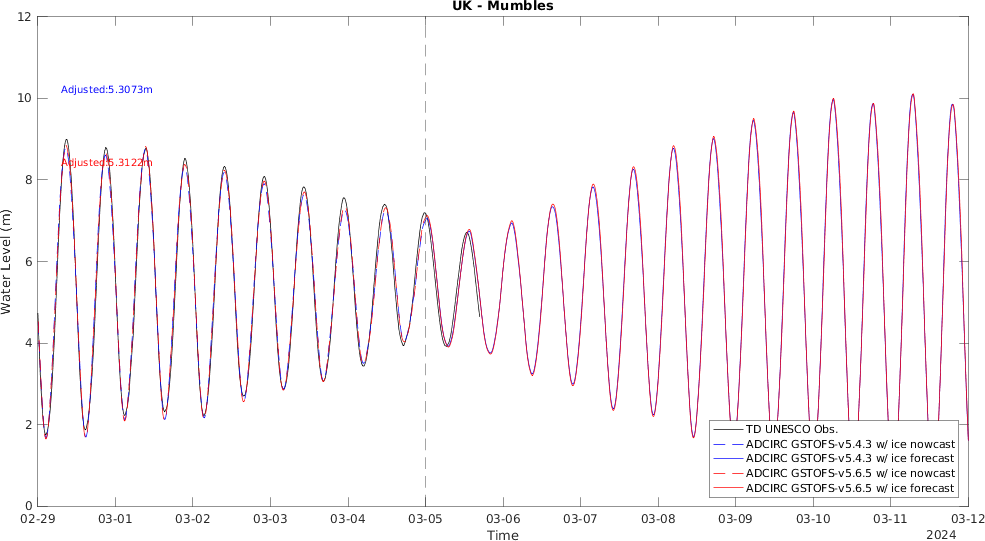 UK - Mumbles
12
10
8
6
4
2
0
Water Level (m)
Adjusted:5.3073m
Adjusted:5.3122m
TD UNESCO Obs.
ADCIRC GSTOFS-v5.4.3 w/ ice nowcast
ADCIRC GSTOFS-v5.4.3 w/ ice forecast
ADCIRC GSTOFS-v5.6.5 w/ ice nowcast
ADCIRC GSTOFS-v5.6.5 w/ ice forecast
02-29 03-01 03-02 03-03 03-04 03-05 03-06 03-07 03-08 03-09 03-10 03-11 03-12
Time
2024